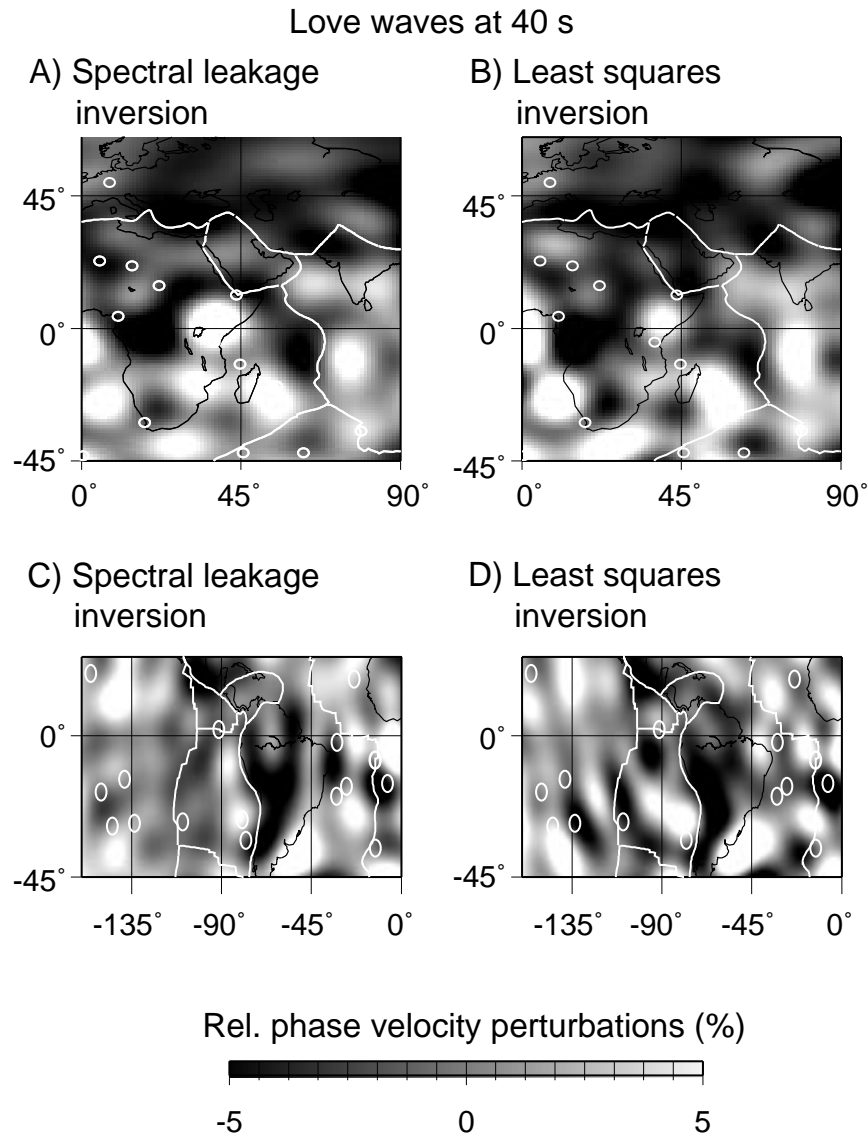 Love waves at 40 s
A) Spectral leakage
inversion
B) Least squares
inversion
45°
0°
-45°
0° 45° 90°
45°
0°
-45°
0° 45° 90°
C) Spectral leakage
inversion
D) Least squares
inversion
0°
-45°
-135° -90° -45° 0°
0°
-45°
-135° -90° -45° 0°
Rel. phase velocity perturbations (%)
-5 0 5